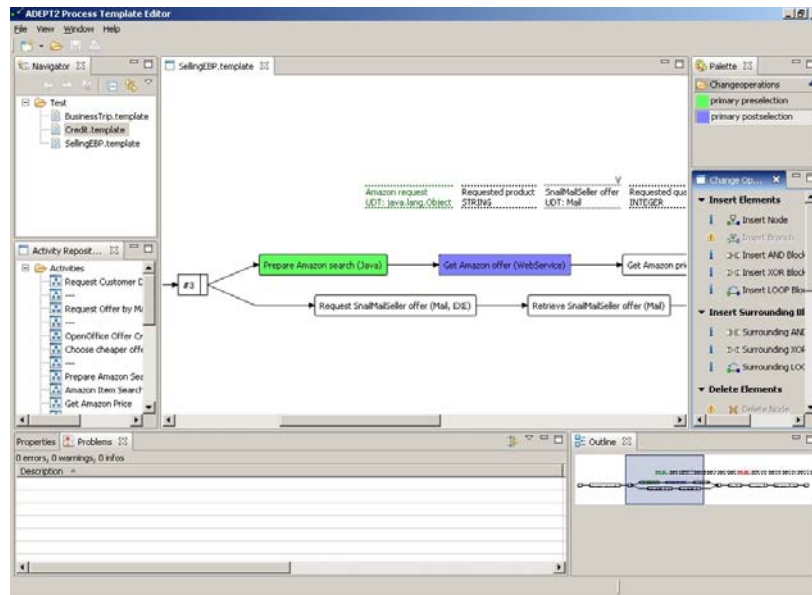 ADEPT2 Process Template Editor
File View Window Help
Navigator
Test
BusinessTrip.template
Credit.template
SellingEBP.template
SellingEBP.template
Amazon request
UDT: java.lang.Object
Requested product
STRING
SnailMailSeller offer
UDT: Mail
Requested qua
INTEGER
Prepare Amazon search (Java)
Get Amazon offer (WebService)
Get Amazon pri
#3
Request SnailMailSeller offer (Mail, EXE)
Retrieve SnailMailSeller offer (Mail)
Palette
Changeoperations
primary preselection
primary postselection
Change Op...
Insert Elements
Insert Node
Insert Branch
Insert AND Block
Insert XOR Block
Insert LOOP Bloc
Insert Surrounding Bl
Surrounding AND
Surrounding XOR
Surrounding LOC
Delete Elements
Delete Node
Activity Reposit...
Activities
Request Customer D
---
Request Offer by Ma
---
OpenOffice Offer Cr
Choose cheaper offe
---
Prepare Amazon Sea
Amazon Item Search
Get Amazon Price
Properties Problems
0 errors, 0 warnings, 0 infos
Description
Outline